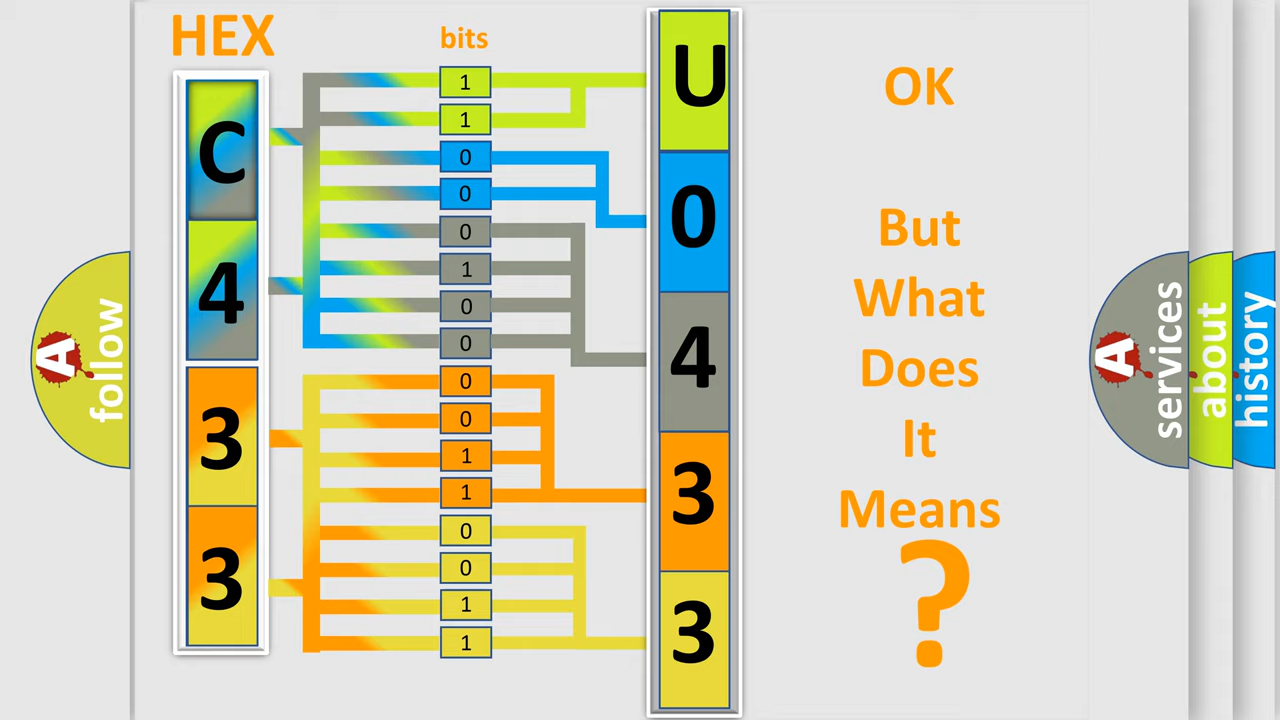 HEX
bits
C
4
3
3
1
1
0
0
0
1
0
0
0
0
1
1
0
0
1
1
U
0
4
3
3
OK
But
What
Does
It
Means
?
A
follow
A
services
about
history